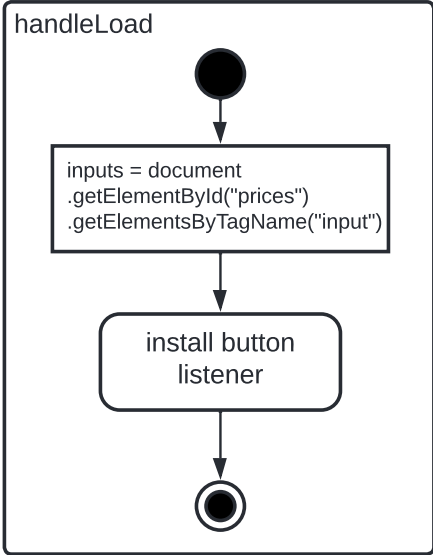 handleLoad
inputs = document
.getElementById("prices")
.getElementsByTagName("input")
install button
listener